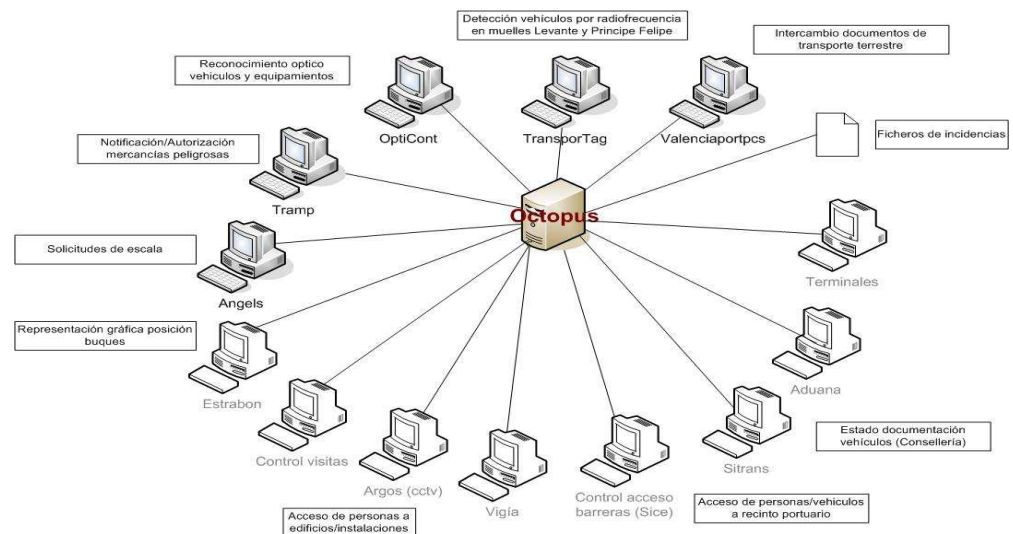 Detección vehículos por radiofrecuencia
en muelles Levante y Principe Felipe
Intercambio documentos de
transporte terrestre
Reconocimiento optico
vehiculos y equipamientos
OptiCont
TransporTag
Valenciaportpcs
Ficheros de incidencias
Notificación/Autorización
mercancías peligrosas
Tramp
Octopus
Solicitudes de escala
Angels
Terminales
Representación gráfica posición
buques
Estrabon
Aduana
Control visitas
Estado documentación
vehículos (Consellería)
Sitrans
Argos (cctv)
Vigía
Control acceso
barreras (Sice)
Acceso de personas/vehiculos
a recinto portuario
Acceso de personas a
edificios/instalaciones